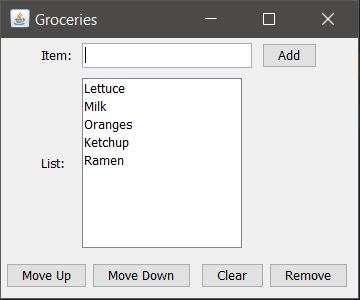 Groceries
Item: Add
List:
Lettuce
Milk
Oranges
Ketchup
Ramen
Move Up Move Down Clear Remove